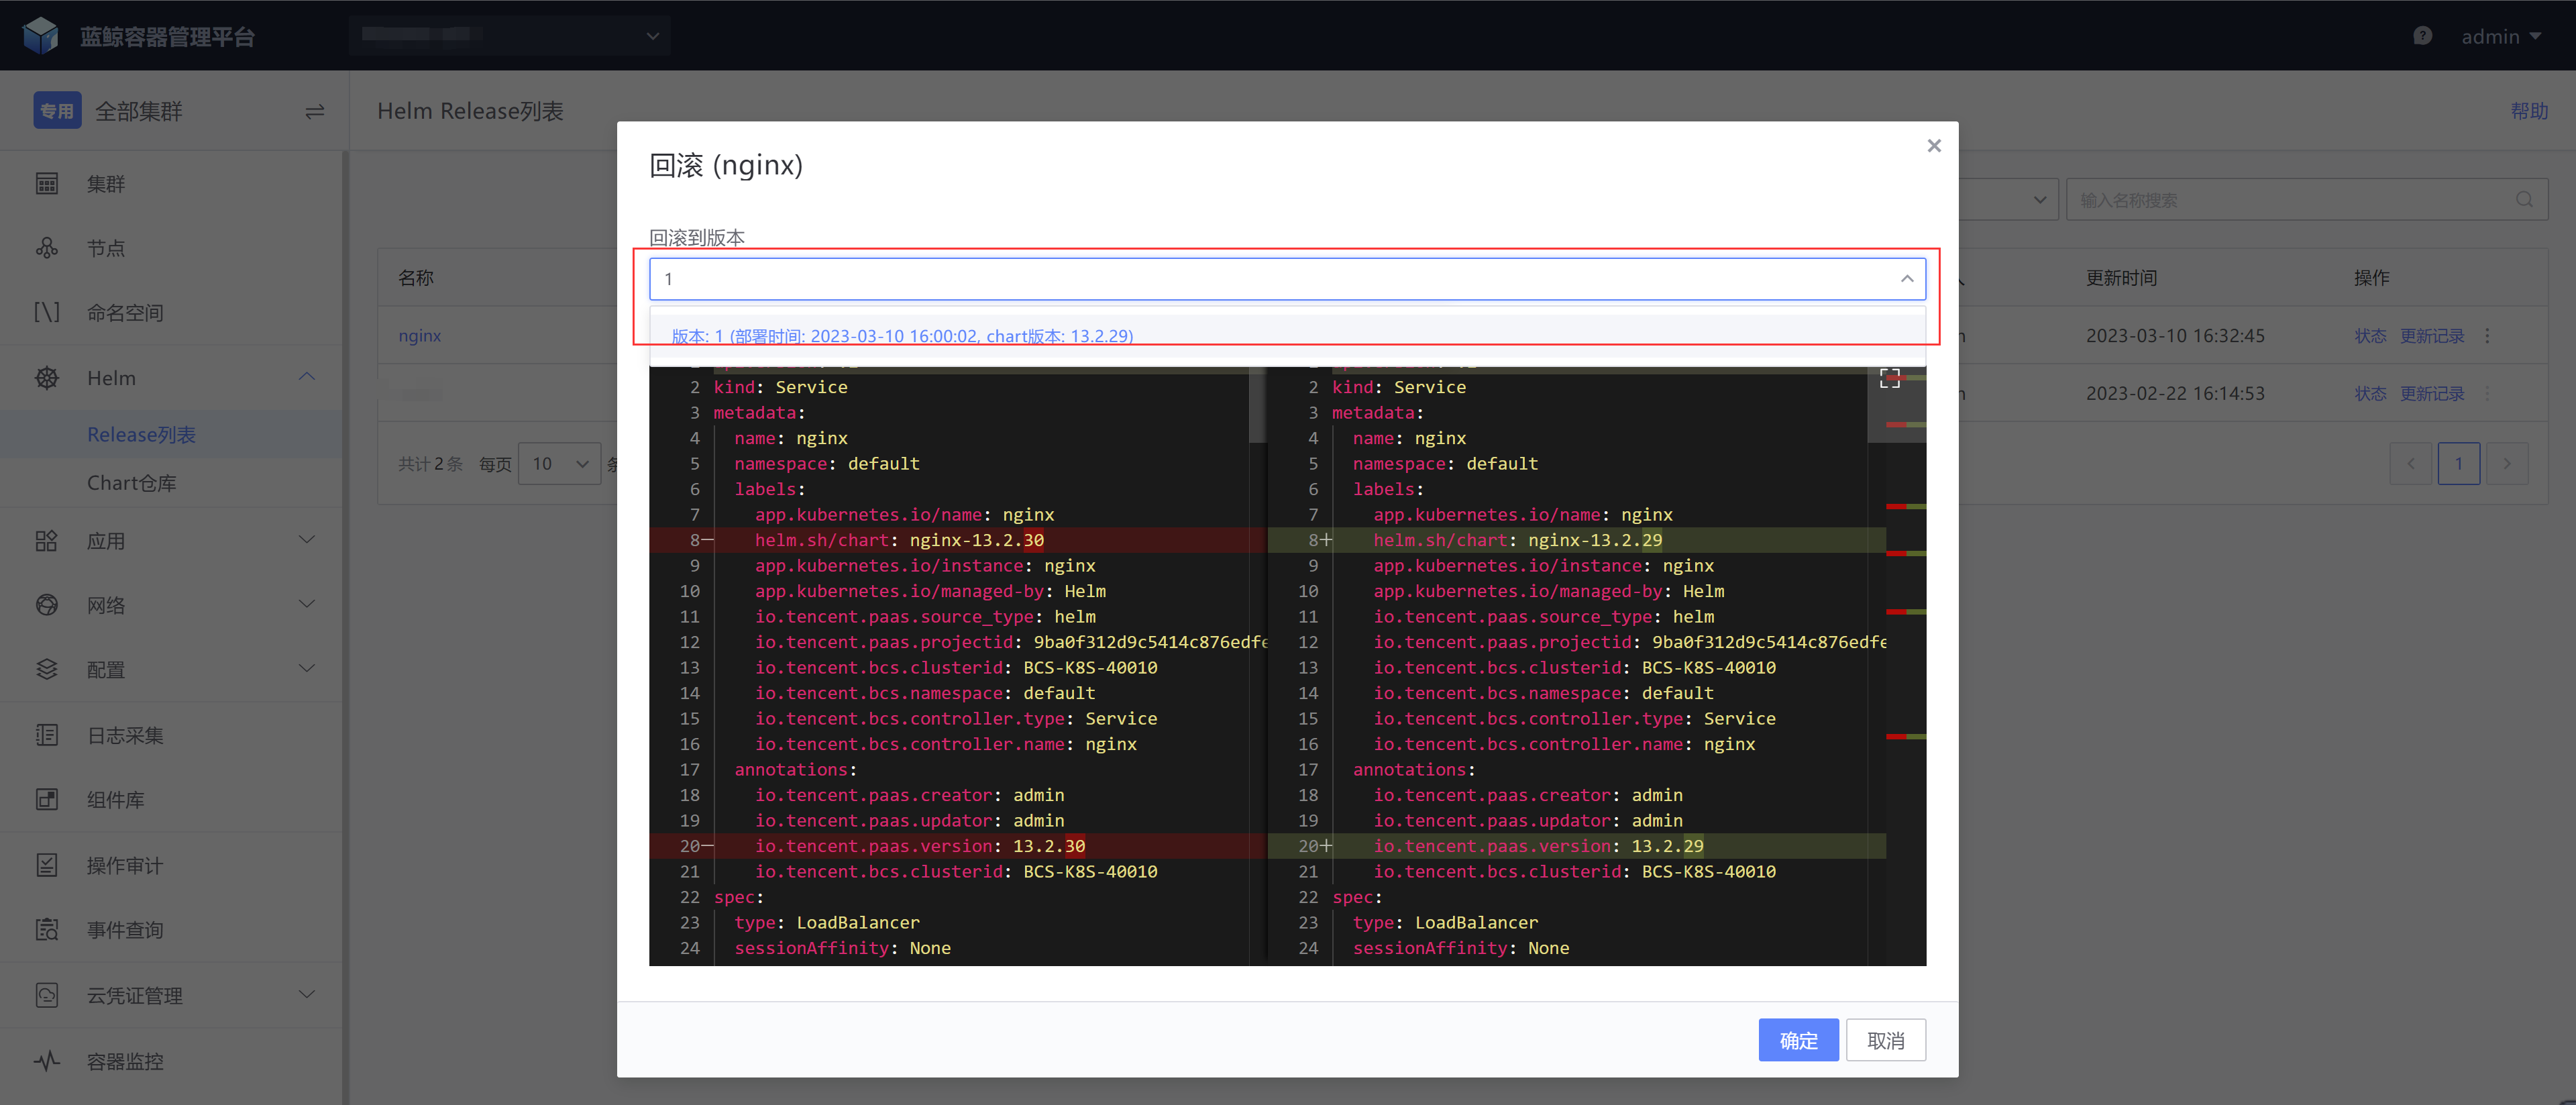 蓝鲸容器管理平台
admin
专用 全部集群
Helm Release列表
帮助
集群
节点
命名空间
Helm
Release列表
Chart仓库
应用
网络
配置
日志采集
组件库
操作审计
事件查询
云凭证管理
容器监控
输入名称搜索
名称
更新时间
操作
nginx
2023-03-10 16:32:45
状态 更新记录
2023-02-22 16:14:53
状态 更新记录
共计2条 每页 10 条
1
回滚 (nginx)
回滚到版本
1
版本: 1 (部署时间: 2023-03-10 16:00:02, chart版本: 13.2.29)
2 kind: Service
3 metadata:
4 name: nginx
5 namespace: default
6 labels:
7 app.kubernetes.io/name: nginx
8— helm.sh/chart: nginx-13.2.30
9 app.kubernetes.io/instance: nginx
10 app.kubernetes.io/managed-by: Helm
11 io.tencent.paas.source_type: helm
12 io.tencent.paas.projectid: 9ba0f312d9c5414c876edfe
13 io.tencent.bcs.clusterid: BCS-K8S-40010
14 io.tencent.bcs.namespace: default
15 io.tencent.bcs.controller.type: Service
16 io.tencent.bcs.controller.name: nginx
17 annotations:
18 io.tencent.paas.creator: admin
19 io.tencent.paas.updator: admin
20— io.tencent.paas.version: 13.2.30
21 io.tencent.bcs.clusterid: BCS-K8S-40010
22 spec:
23 type: LoadBalancer
24 sessionAffinity: None
2 kind: Service
3 metadata:
4 name: nginx
5 namespace: default
6 labels:
7 app.kubernetes.io/name: nginx
8+ helm.sh/chart: nginx-13.2.29
9 app.kubernetes.io/instance: nginx
10 app.kubernetes.io/managed-by: Helm
11 io.tencent.paas.source_type: helm
12 io.tencent.paas.projectid: 9ba0f312d9c5414c876edfe
13 io.tencent.bcs.clusterid: BCS-K8S-40010
14 io.tencent.bcs.namespace: default
15 io.tencent.bcs.controller.type: Service
16 io.tencent.bcs.controller.name: nginx
17 annotations:
18 io.tencent.paas.creator: admin
19 io.tencent.paas.updator: admin
20+ io.tencent.paas.version: 13.2.29
21 io.tencent.bcs.clusterid: BCS-K8S-40010
22 spec:
23 type: LoadBalancer
24 sessionAffinity: None
确定
取消